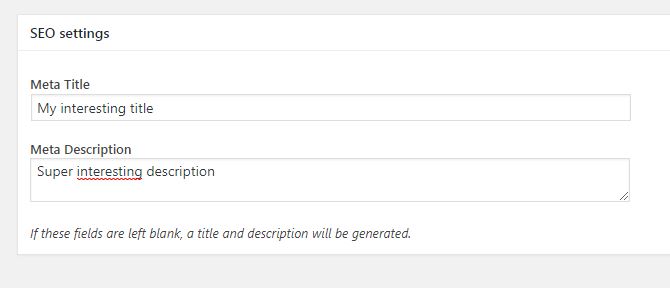 SEO settings
Meta Title
My interesting title
Meta Description
Super interesting description
If these fields are left blank, a title and description will be generated.